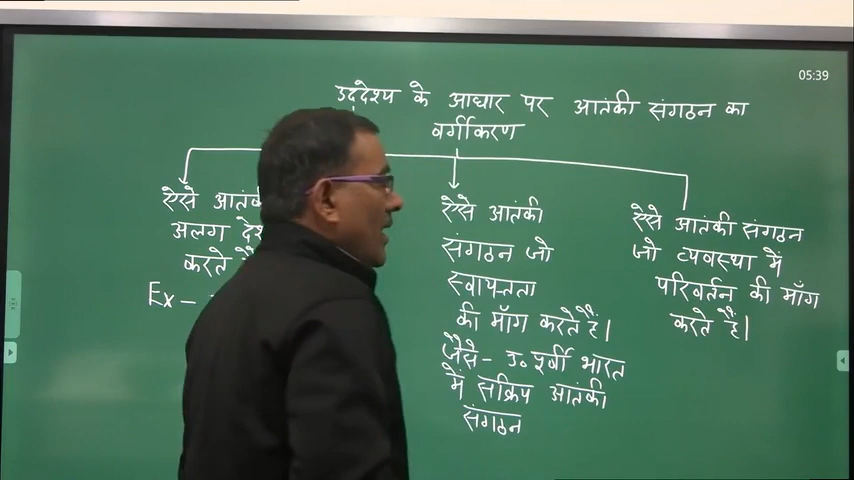 05:39
उद्देश्य के आधार पर आतंकी संगठन का
वर्गीकरण
ऐसे
अलग
करते
Ex –
ऐसे आतंकी
संगठन जो
स्वायत्तता
की माँग करते हैं।
जैसे – उ० पूर्वी भारत
में सक्रिय आतंकी
संगठन
ऐसे आतंकी संगठन
जो व्यवस्था में
परिवर्तन की माँग
करते हैं।